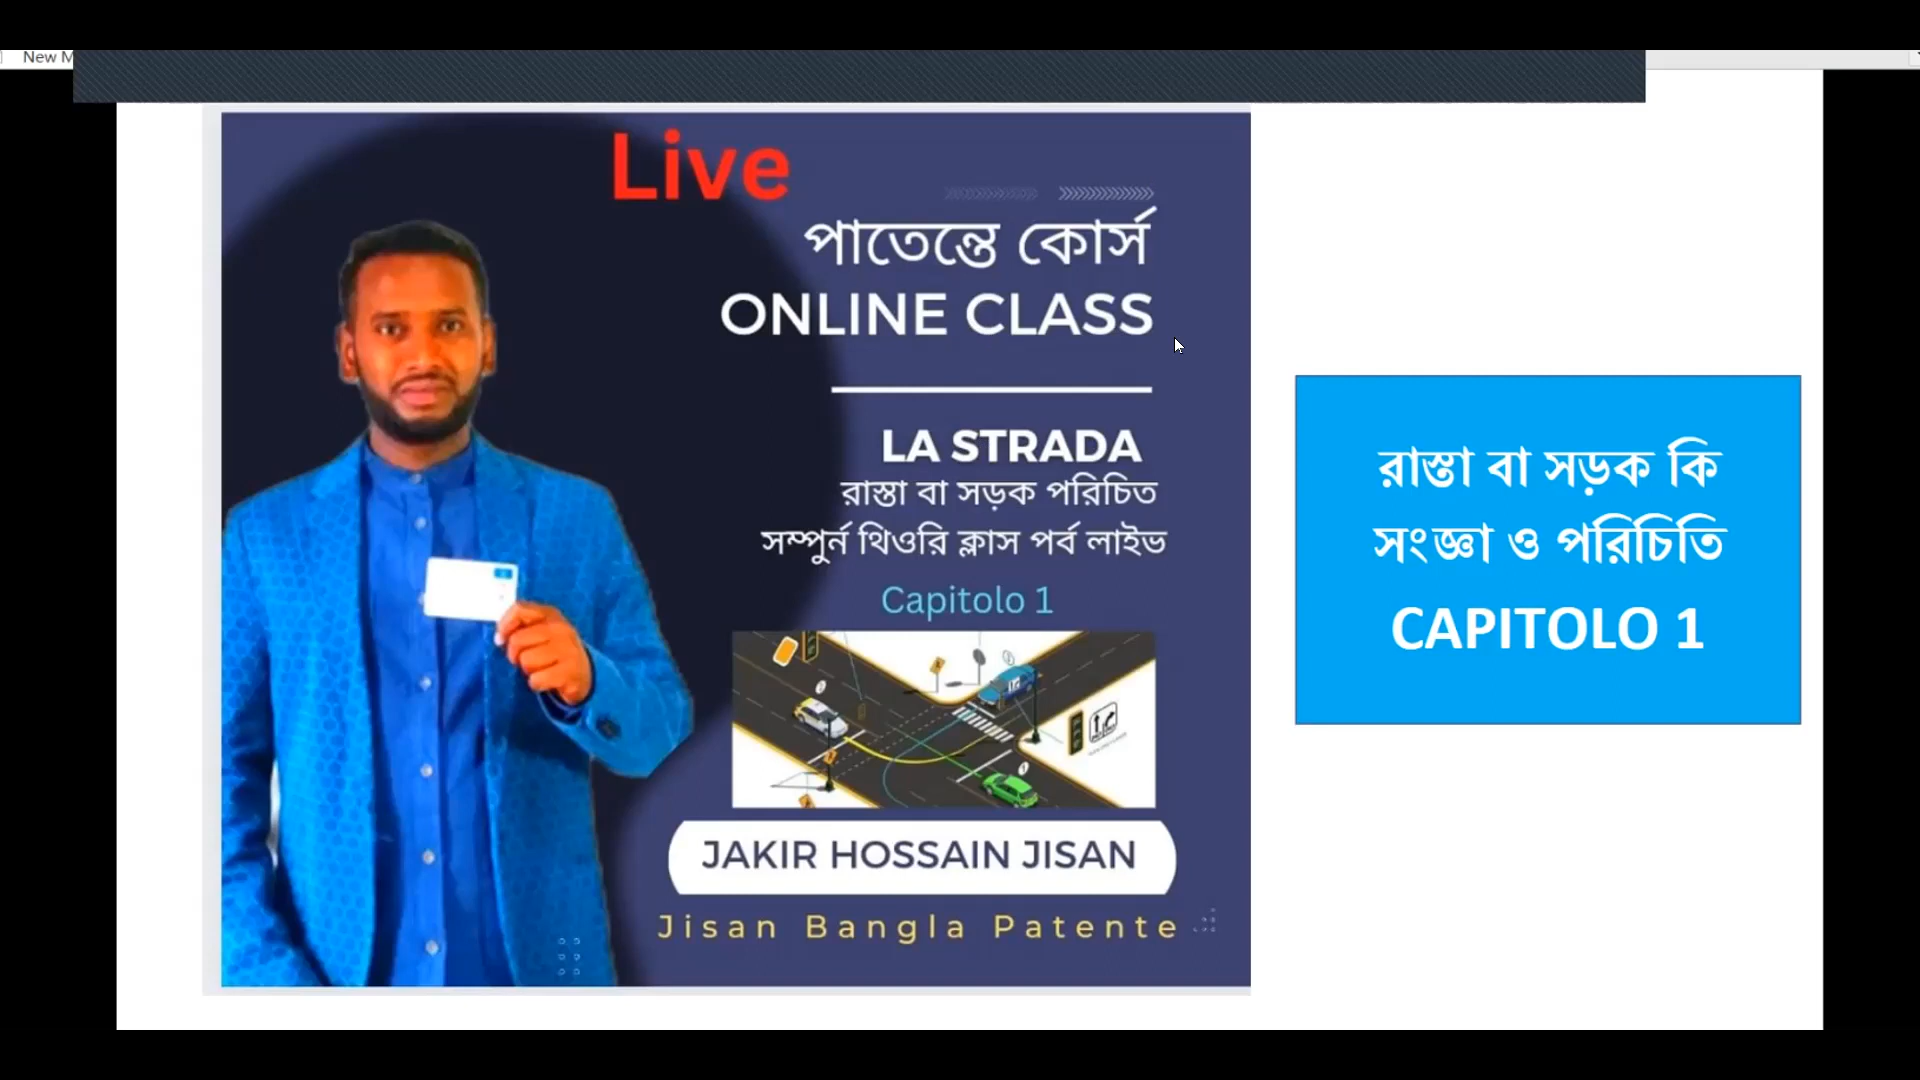 New M
Live
পাতেন্তে কোর্স
ONLINE CLASS
LA STRADA
রাস্তা বা সড়ক পরিচিত
সম্পুর্ন থিওরি ক্লাস পর্ব লাইভ
Capitolo 1
JAKIR HOSSAIN JISAN
Jisan Bangla Patente
রাস্তা বা সড়ক কি
সংজ্ঞা ও পরিচিতি
CAPITOLO 1